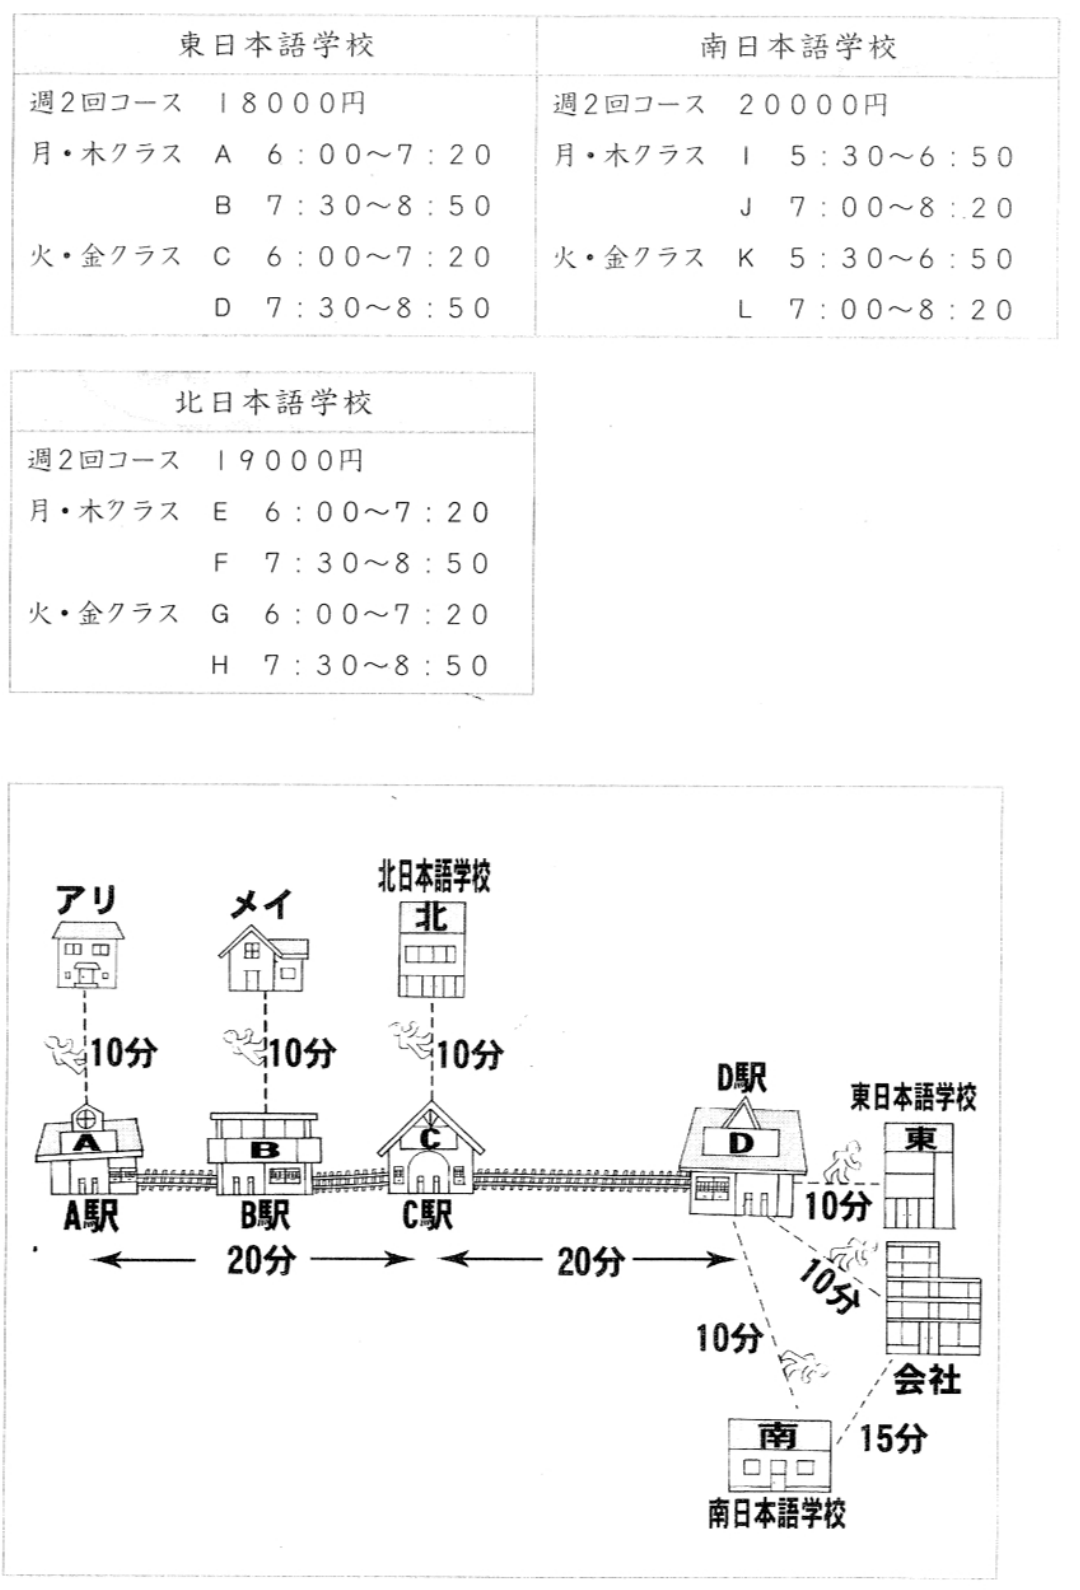 東日本語学校
週2回コース 18000円
月・木クラス A 6:00～7:20
B 7:30～8:50
火・金クラス C 6:00～7:20
D 7:30～8:50
南日本語学校
週2回コース 20000円
月・木クラス I 5:30～6:50
J 7:00～8:20
火・金クラス K 5:30～6:50
L 7:00～8:20
北日本語学校
週2回コース 19000円
月・木クラス E 6:00～7:20
F 7:30～8:50
火・金クラス G 6:00～7:20
H 7:30～8:50
北日本語学校
アリ
メイ
北
10分
10分
10分
D駅
東日本語学校
A
B
C
D
東
A駅
B駅
C駅
10分
20分
20分
10分
10分
会社
南
15分
南日本語学校